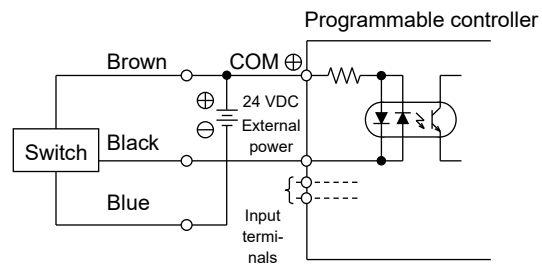 Programmable controller
Brown
COM ⊕
⊕
24 VDC
⊖
External
power
Switch
Black
Blue
Input
termi-
nals